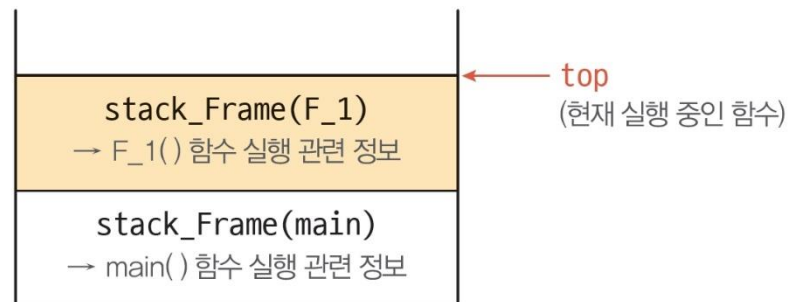 stack_Frame(F_1)
→ F_1( ) 함수 실행 관련 정보
top
(현재 실행 중인 함수)
stack_Frame(main)
→ main( ) 함수 실행 관련 정보